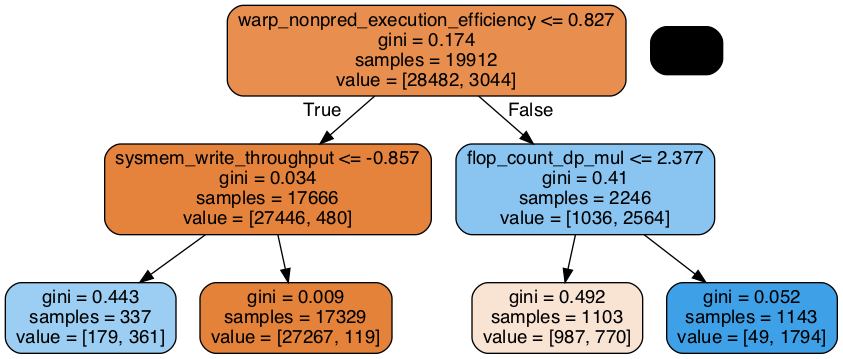 warp_nonpred_execution_efficiency <= 0.827
gini = 0.174
samples = 19912
value = [28482, 3044]
True
False
sysmem_write_throughput <= -0.857
gini = 0.034
samples = 17666
value = [27446, 480]
flop_count_dp_mul <= 2.377
gini = 0.41
samples = 2246
value = [1036, 2564]
gini = 0.443
samples = 337
value = [179, 361]
gini = 0.009
samples = 17329
value = [27267, 119]
gini = 0.492
samples = 1103
value = [987, 770]
gini = 0.052
samples = 1143
value = [49, 1794]